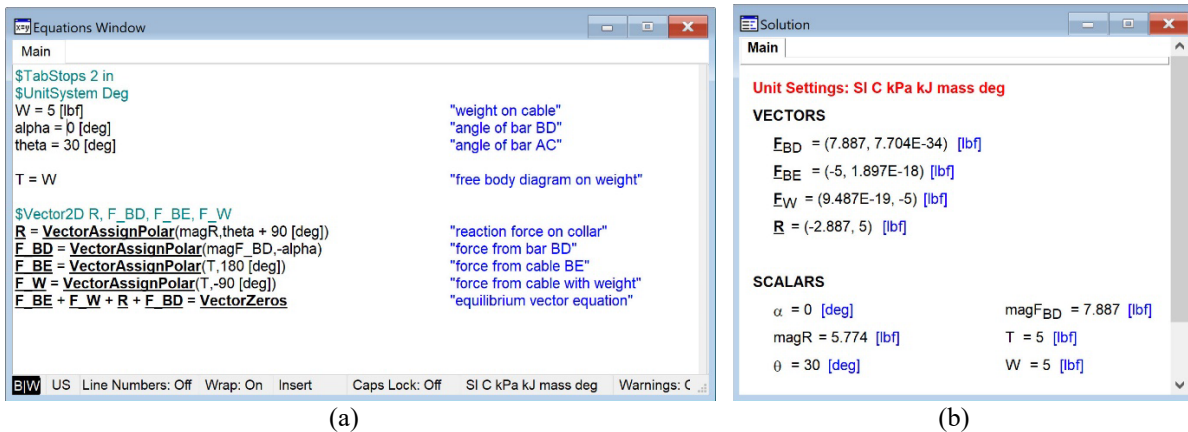 Equations Window
Main
$TabStops 2 in
$UnitSystem Deg
W = 5 [lbf] "weight on cable"
alpha = 0 [deg] "angle of bar BD"
theta = 30 [deg] "angle of bar AC"
T = W "free body diagram on weight"
$Vector2D R, F_BD, F_BE, F_W
R = VectorAssignPolar(magR,theta + 90 [deg]) "reaction force on collar"
F_BD = VectorAssignPolar(magF_BD,-alpha) "force from bar BD"
F_BE = VectorAssignPolar(T,180 [deg]) "force from cable BE"
F_W = VectorAssignPolar(T,-90 [deg]) "force from cable with weight"
F_BE + F_W + R + F_BD = VectorZeros "equilibrium vector equation"
B|W US Line Numbers: Off Wrap: On Insert Caps Lock: Off SI C kPa kJ mass deg Warnings:
(a)
Solution
Main
Unit Settings: SI C kPa kJ mass deg
VECTORS
F_BD = (7.887, 7.704E-34) [lbf]
F_BE = (-5, 1.897E-18) [lbf]
F_W = (9.487E-19, -5) [lbf]
R = (-2.887, 5) [lbf]
SCALARS
α = 0 [deg] magF_BD = 7.887 [lbf]
magR = 5.774 [lbf] T = 5 [lbf]
θ = 30 [deg] W = 5 [lbf]
(b)